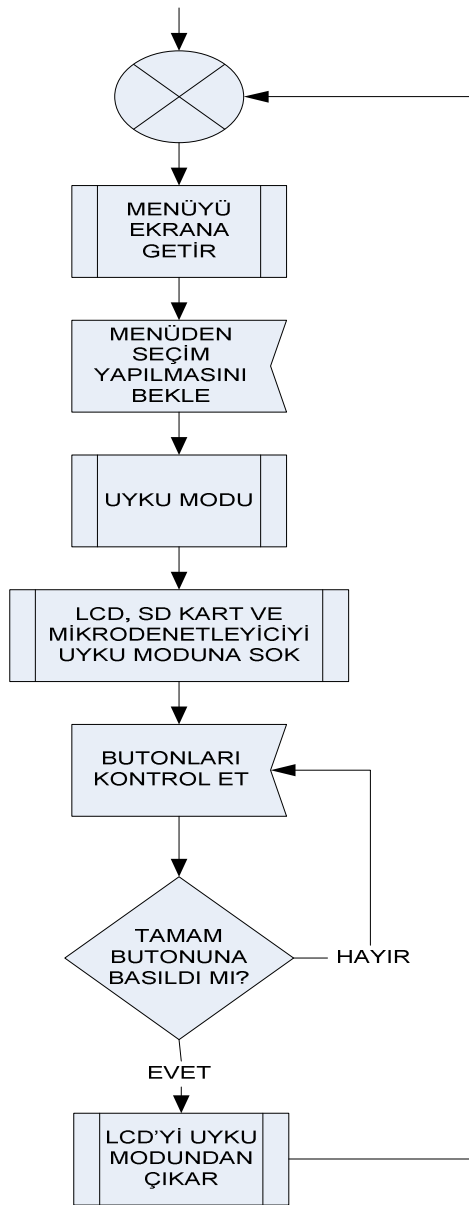 MENÜYÜ
EKRANA
GETİR
MENÜDEN
SEÇİM
YAPILMASINI
BEKLE
UYKU MODU
LCD, SD KART VE
MİKRODENETLEYİCİYİ
UYKU MODUNA SOK
BUTONLARI
KONTROL ET
TAMAM
BUTONUNA
BASILDI MI?
HAYIR
EVET
LCD'Yİ UYKU
MODUNDAN
ÇIKAR